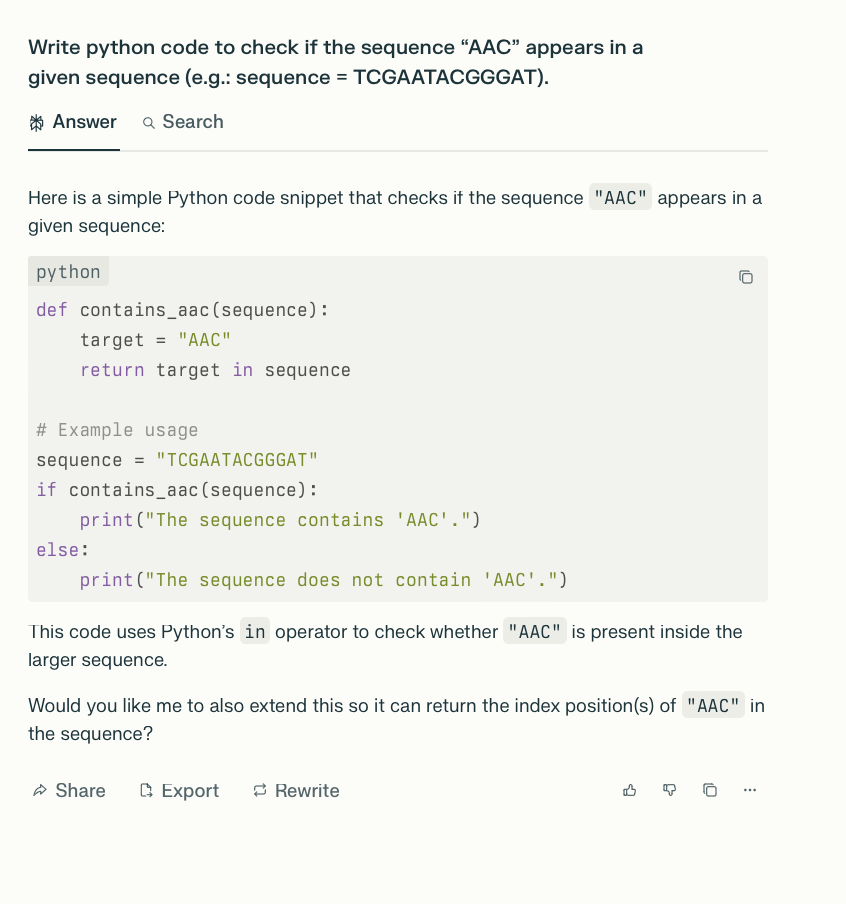 Write python code to check if the sequence “AAC” appears in a
given sequence (e.g.: sequence = TCGAATACGGGAT).
Answer Search
Here is a simple Python code snippet that checks if the sequence "AAC" appears in a
given sequence:
python
def contains_aac(sequence):
    target = "AAC"
    return target in sequence

# Example usage
sequence = "TCGAATACGGGAT"
if contains_aac(sequence):
    print("The sequence contains 'AAC'.")
else:
    print("The sequence does not contain 'AAC'.")
This code uses Python’s in operator to check whether "AAC" is present inside the
larger sequence.
Would you like me to also extend this so it can return the index position(s) of "AAC" in
the sequence?
Share Export Rewrite